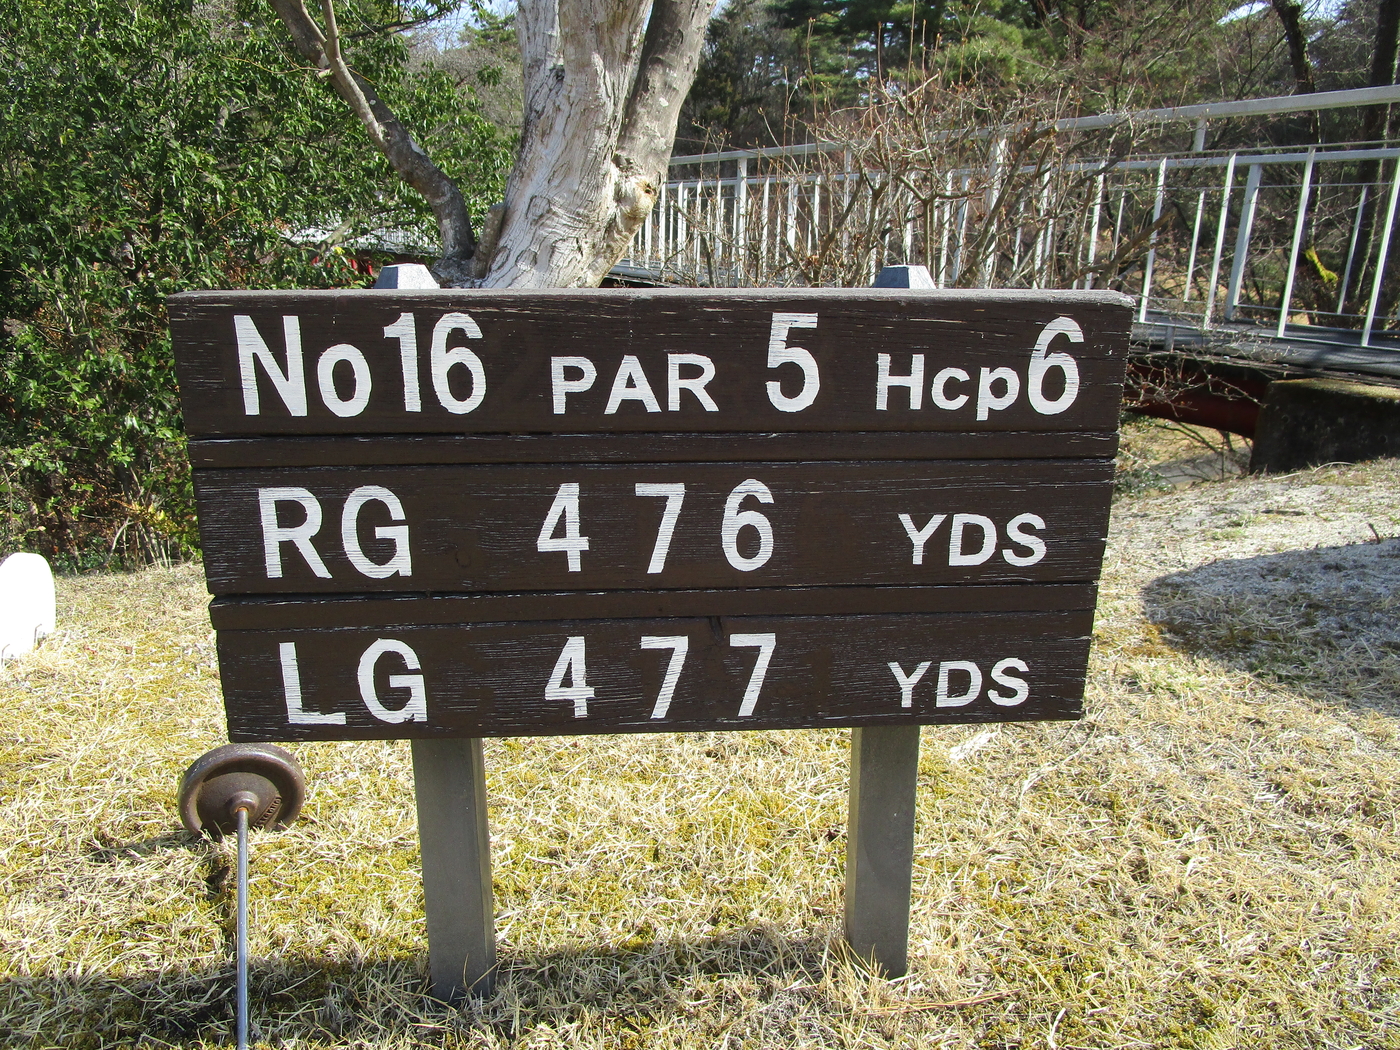 No16 PAR 5 Hcp6
RG 476 YDS
LG 477 YDS